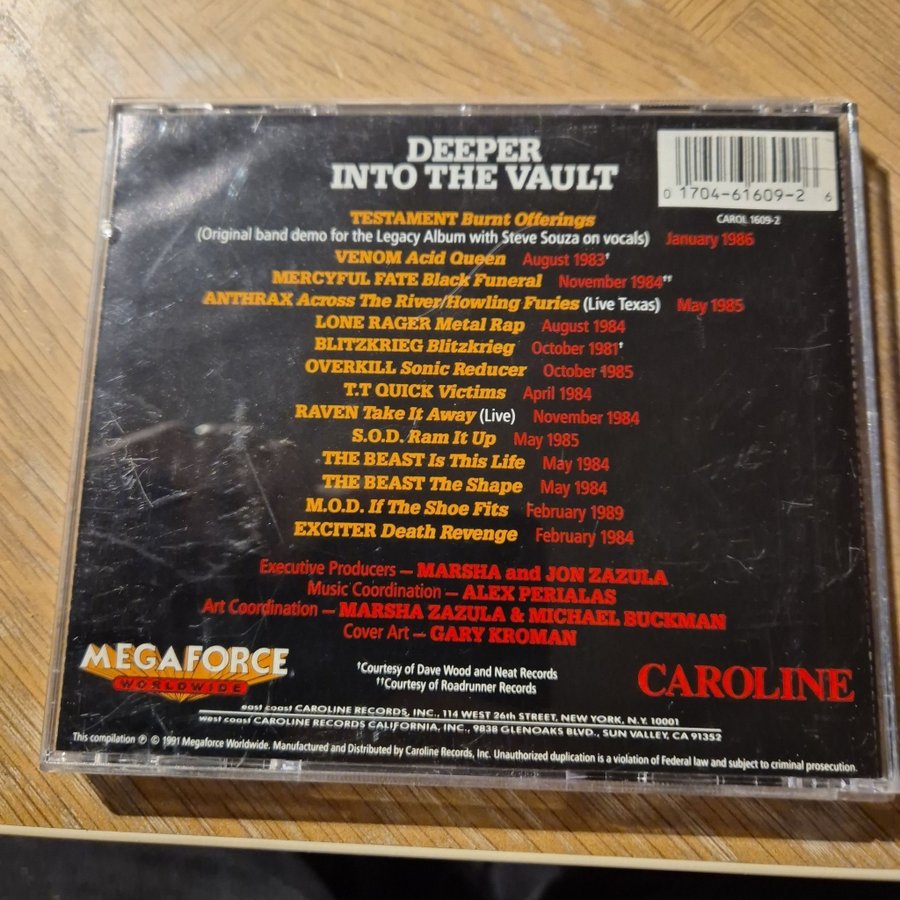 DEEPER
INTO THE VAULT
0 1704-61609-2 6
CAROL 1609-2
TESTAMENT Burnt Offerings
(Original band demo for the Legacy Album with Steve Souza on vocals) January 1986
VENOM Acid Queen August 1983†
MERCYFUL FATE Black Funeral November 1984††
ANTHRAX Across The River/Howling Furies (Live Texas) May 1985
LONE RAGER Metal Rap August 1984
BLITZKRIEG Blitzkrieg October 1981†
OVERKILL Sonic Reducer October 1985
T.T QUICK Victims April 1984
RAVEN Take It Away (Live) November 1984
S.O.D. Ram It Up May 1985
THE BEAST Is This Life May 1984
THE BEAST The Shape May 1984
M.O.D. If The Shoe Fits February 1989
EXCITER Death Revenge February 1984
Executive Producers — MARSHA and JON ZAZULA
Music Coordination — ALEX PERIALAS
Art Coordination — MARSHA ZAZULA & MICHAEL BUCKMAN
Cover Art — GARY KROMAN
MEGAFORCE
WORLDWIDE
†Courtesy of Dave Wood and Neat Records
††Courtesy of Roadrunner Records
CAROLINE
east coast CAROLINE RECORDS, INC., 114 WEST 26th STREET, NEW YORK, N.Y. 10001
west coast CAROLINE RECORDS CALIFORNIA, INC., 9838 GLENOAKS BLVD., SUN VALLEY, CA 91352
This compilation ℗ © 1991 Megaforce Worldwide. Manufactured and Distributed by Caroline Records, Inc. Unauthorized duplication is a violation of Federal law and subject to criminal prosecution.